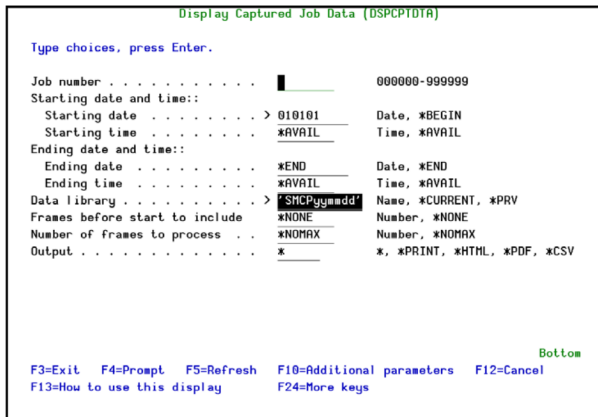 Display Captured Job Data (DSPCPTDTA)
Type choices, press Enter.
Job number . . . . . . . . . . . 000000-999999
Starting date and time::
Starting date . . . . . . . . > 010101 Date, *BEGIN
Starting time . . . . . . . . *AVAIL Time, *AVAIL
Ending date and time::
Ending date . . . . . . . . . *END Date, *END
Ending time . . . . . . . . . *AVAIL Time, *AVAIL
Data library . . . . . . . . . . > 'SMCPyymmdd' Name, *CURRENT, *PRV
Frames before start to include *NONE Number, *NONE
Number of frames to process . . *NOMAX Number, *NOMAX
Output . . . . . . . . . . . . . * *, *PRINT, *HTML, *PDF, *CSV
Bottom
F3=Exit F4=Prompt F5=Refresh F10=Additional parameters F12=Cancel
F13=How to use this display F24=More keys